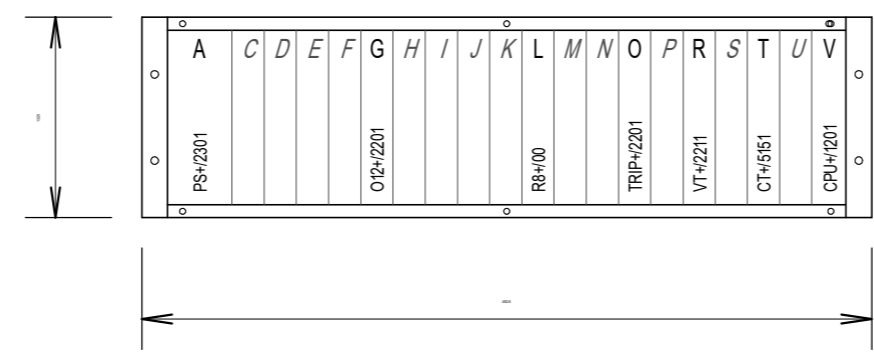 A C D E F G H I J K L M N O P R S T U V
PS+/2301
O12+/2201
R8+/00
TRIP+/2201
VT+/2211
CT+/5151
CPU+/1201